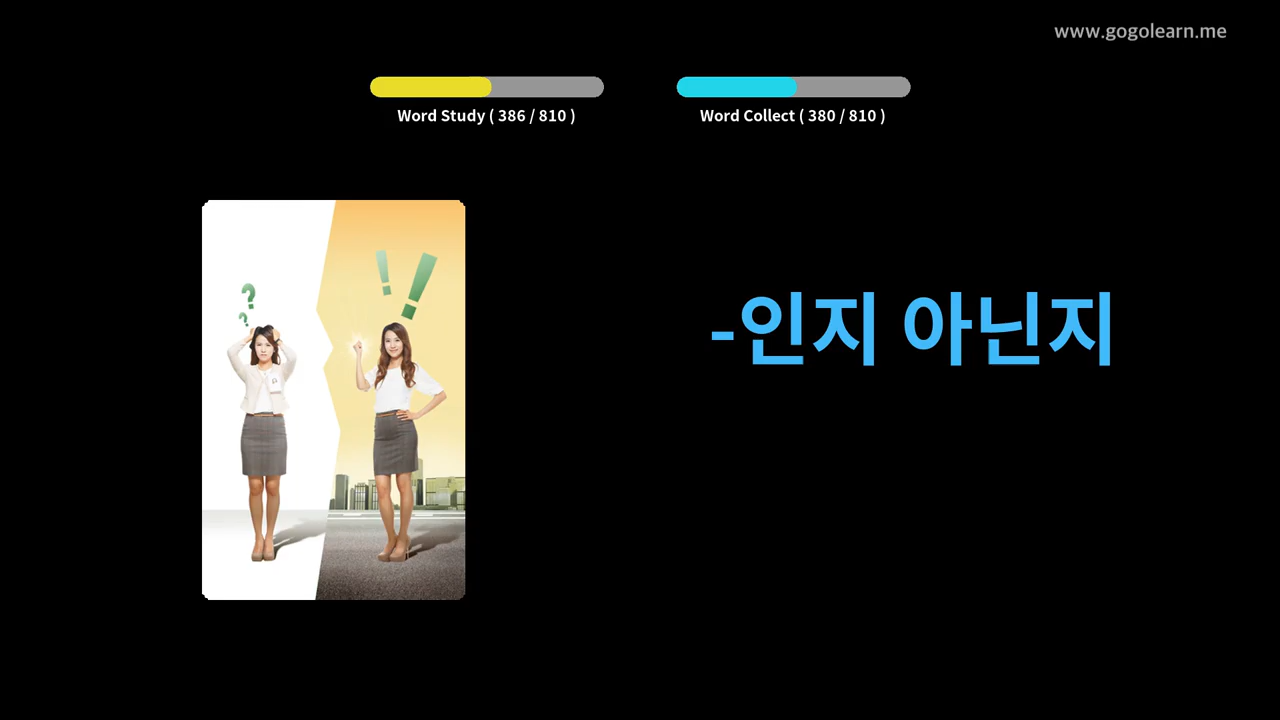 www.gogolearn.me
Word Study ( 386 / 810 )
Word Collect ( 380 / 810 )
? ?
! !
-인지 아닌지